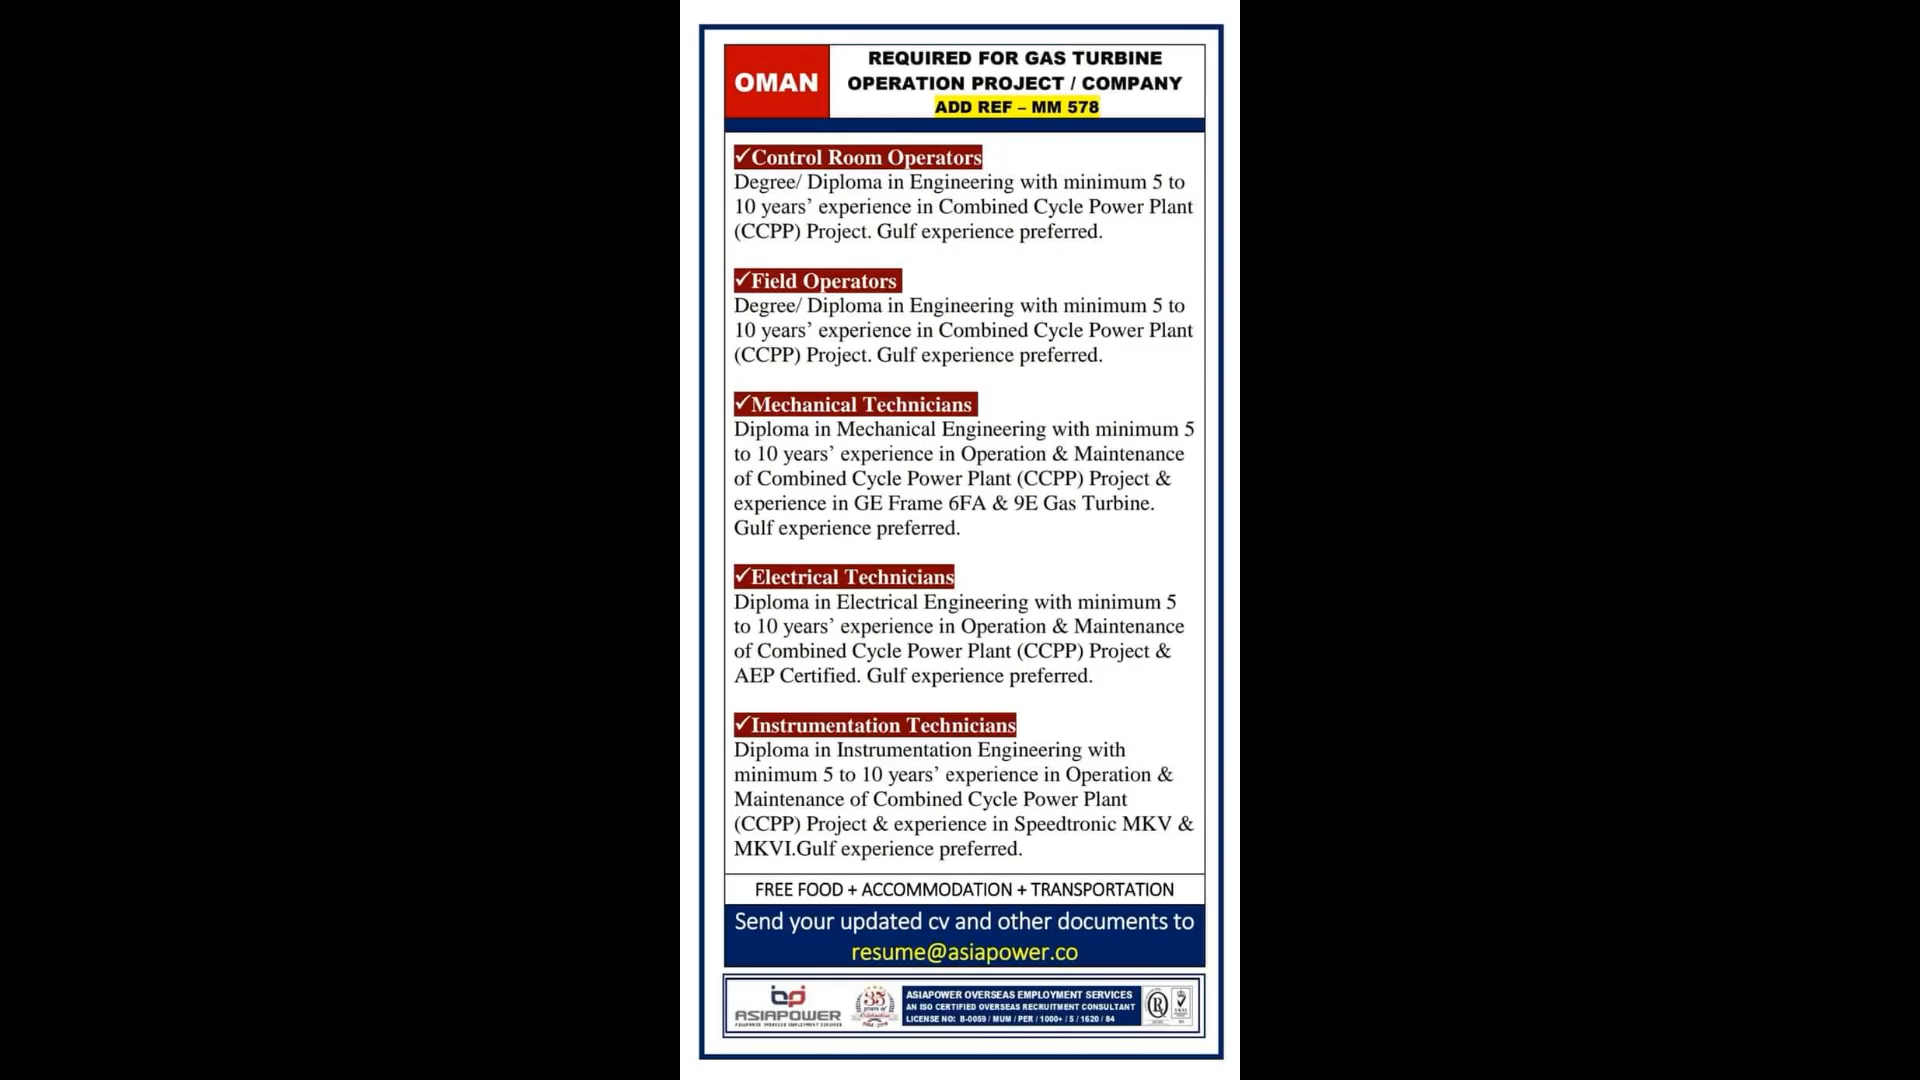 OMAN
REQUIRED FOR GAS TURBINE
OPERATION PROJECT / COMPANY
ADD REF – MM 578
✓Control Room Operators
Degree/ Diploma in Engineering with minimum 5 to
10 years’ experience in Combined Cycle Power Plant
(CCPP) Project. Gulf experience preferred.
✓Field Operators
Degree/ Diploma in Engineering with minimum 5 to
10 years’ experience in Combined Cycle Power Plant
(CCPP) Project. Gulf experience preferred.
✓Mechanical Technicians
Diploma in Mechanical Engineering with minimum 5
to 10 years’ experience in Operation & Maintenance
of Combined Cycle Power Plant (CCPP) Project &
experience in GE Frame 6FA & 9E Gas Turbine.
Gulf experience preferred.
✓Electrical Technicians
Diploma in Electrical Engineering with minimum 5
to 10 years’ experience in Operation & Maintenance
of Combined Cycle Power Plant (CCPP) Project &
AEP Certified. Gulf experience preferred.
✓Instrumentation Technicians
Diploma in Instrumentation Engineering with
minimum 5 to 10 years’ experience in Operation &
Maintenance of Combined Cycle Power Plant
(CCPP) Project & experience in Speedtronic MKV &
MKVI.Gulf experience preferred.
FREE FOOD + ACCOMMODATION + TRANSPORTATION
Send your updated cv and other documents to
resume@asiapower.co
ASIAPOWER
ASIAPOWER OVERSEAS EMPLOYMENT SERVICES
35
years of
ASIAPOWER OVERSEAS EMPLOYMENT SERVICES
AN ISO CERTIFIED OVERSEAS RECRUITMENT CONSULTANT
LICENSE NO: B-0059 / MUM / PER / 1000+ / 5 / 1620 / 84